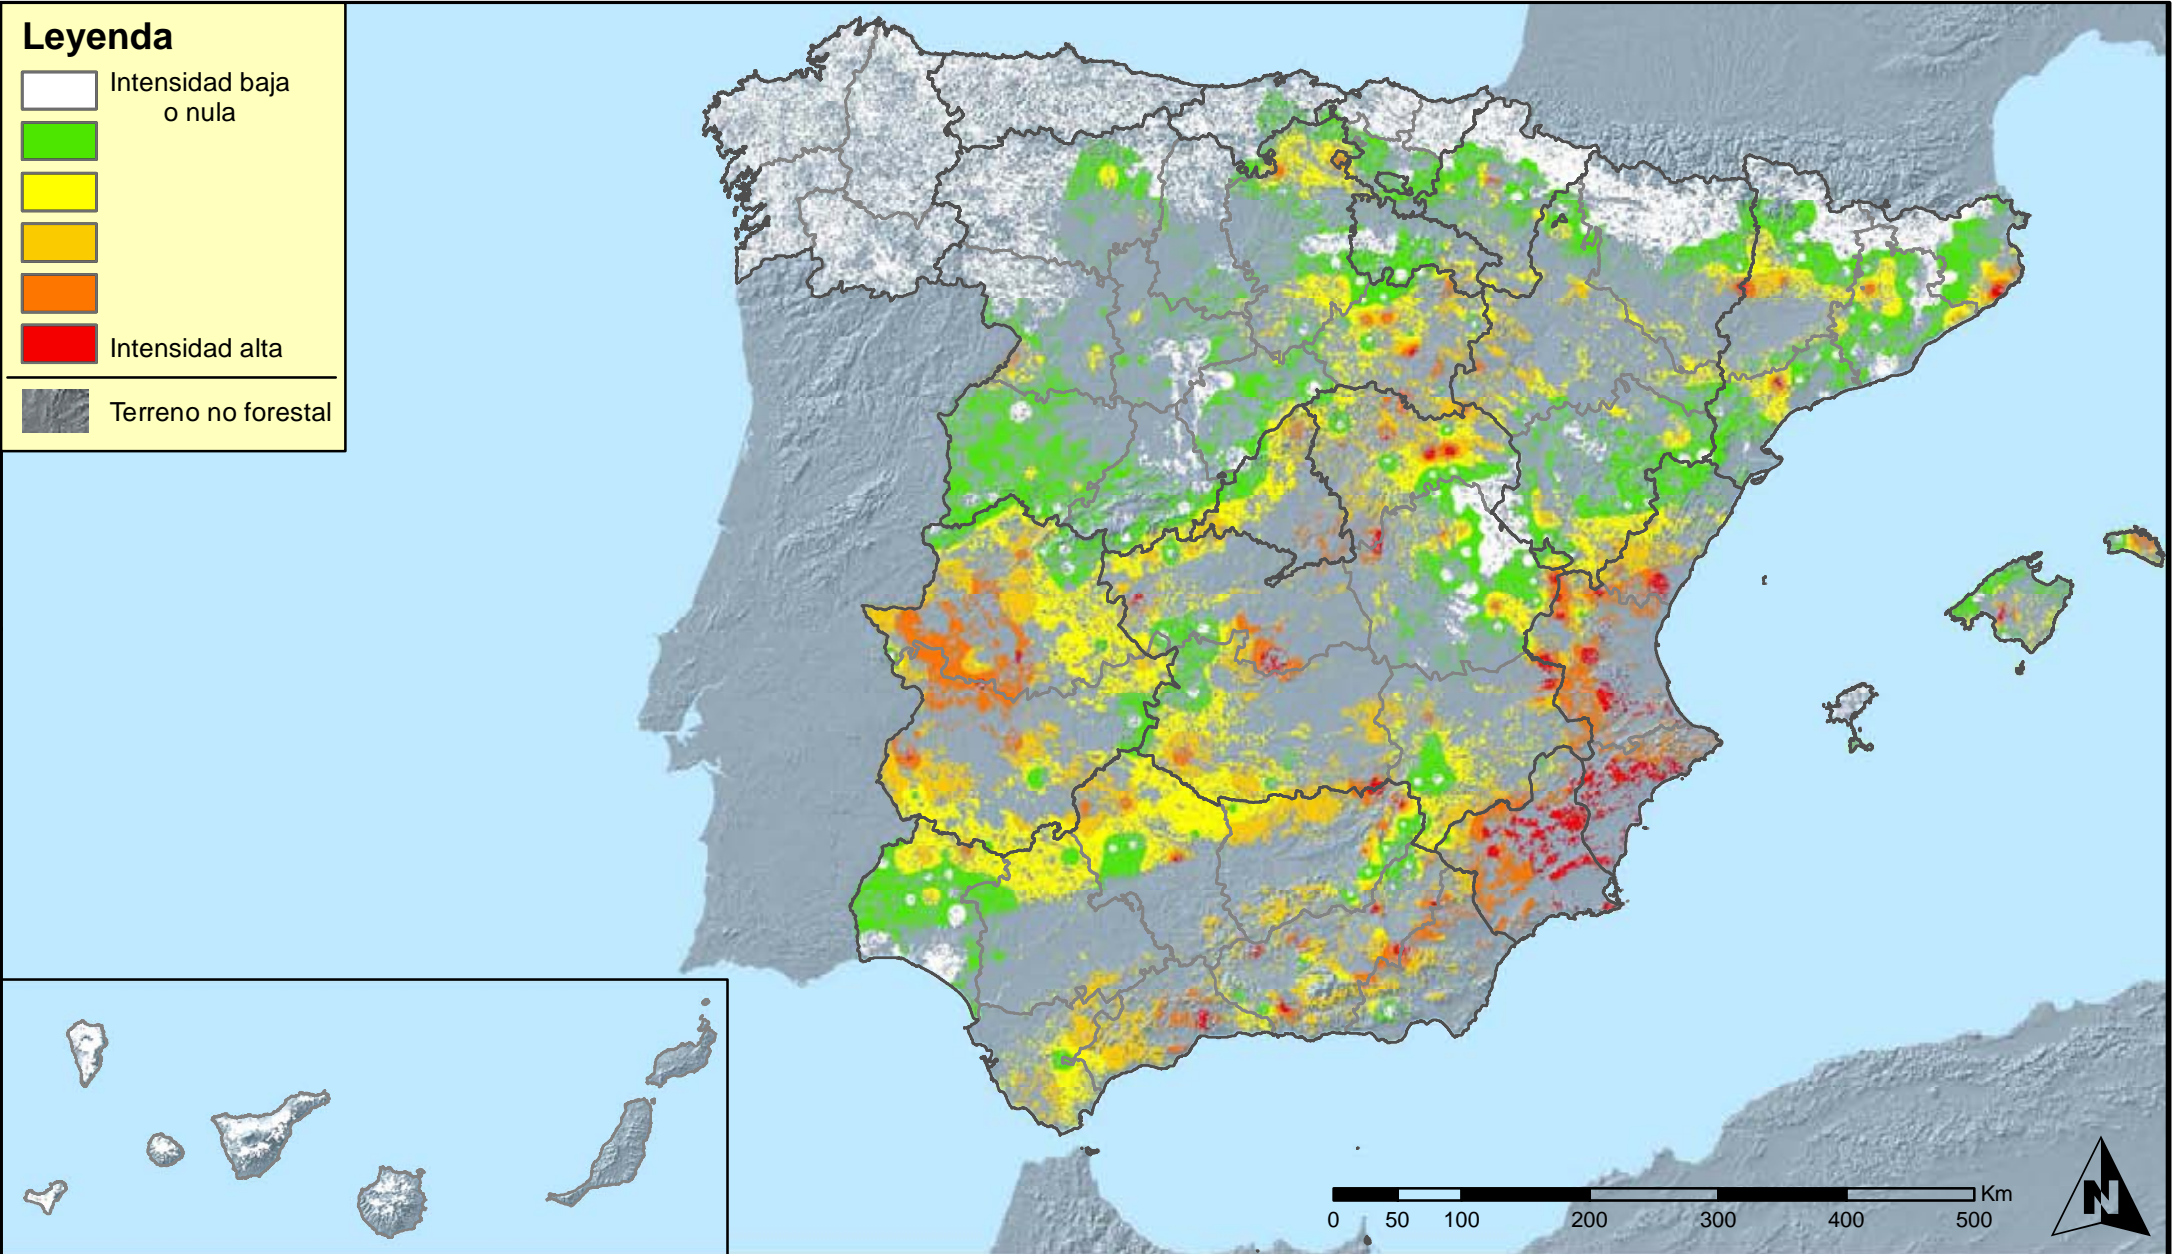 Leyenda
Intensidad baja
o nula
Intensidad alta
Terreno no forestal
Km
0 50 100 200 300 400 500
N